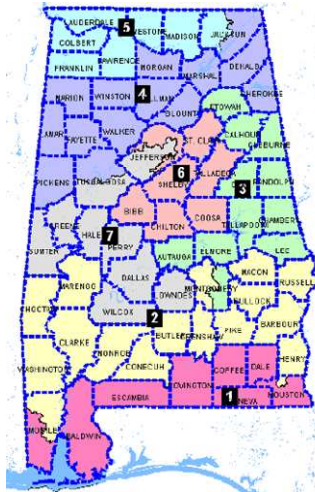 LAUDERDALE
5
LIMESTONE
MADISON
JACKSON
COLBERT
FRANKLIN
LAWRENCE
MORGAN
MARSHAL
DEKALB
CHEROKEE
MARION
WINSTON
4
BLOUNT
ETOWAH
LAMAR
FAYETTE
WALKER
CALHOUN
CLEBURNE
ST. CLAIR
JEFFERSON
PICKENS
TUSKALOOSA
6
SHELBY
TALLADEGA
3
RANDOLPH
GREENE
HALE
7
BIBB
CHILTON
COOSA
TALLAPOOSA
CHAMBERS
SUMTER
PERRY
AUTAUGA
ELMORE
LEE
MARENGO
DALLAS
LOWNDES
MONTGOMERY
MACON
RUSSELL
BULLOCK
CHOCTAW
WILCOX
2
BUTLER
CRENSHAW
PIKE
BARBOUR
CLARKE
MONROE
CONECUH
HENRY
WASHINGTON
COVINGTON
COFFEE
DALE
ESCAMBIA
1
GENEVA
HOUSTON
MOBILE
BALDWIN